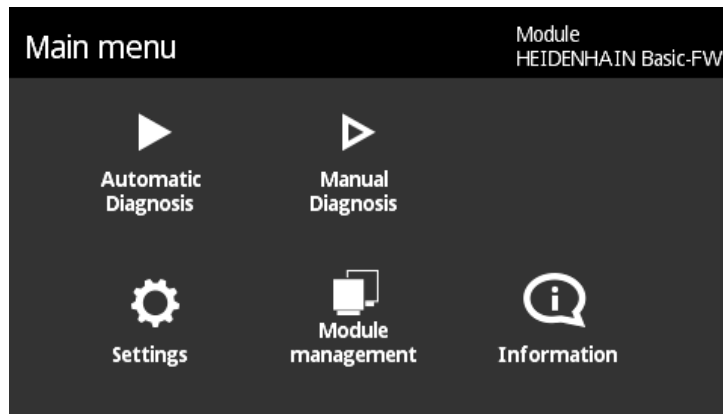 Main menu
Module
HEIDENHAIN Basic-FW
Automatic
Diagnosis
Manual
Diagnosis
Settings
Module
management
Information